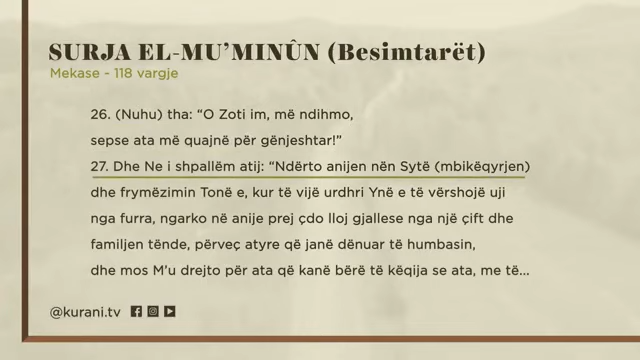 SURJA EL-MU’MINÛN (Besimtarët)
Mekase - 118 vargje
26. (Nuhu) tha: “O Zoti im, më ndihmo,
sepse ata më quajnë për gënjeshtar!”
27. Dhe Ne i shpallëm atij: “Ndërto anijen nën Sytë (mbikëqyrjen)
dhe frymëzimin Tonë e, kur të vijë urdhri Ynë e të vërshojë uji
nga furra, ngarko në anije prej çdo lloj gjallese nga një çift dhe
familjen tënde, përveç atyre që janë dënuar të humbasin,
dhe mos M’u drejto për ata që kanë bërë të këqija se ata, me të...
@kurani.tv